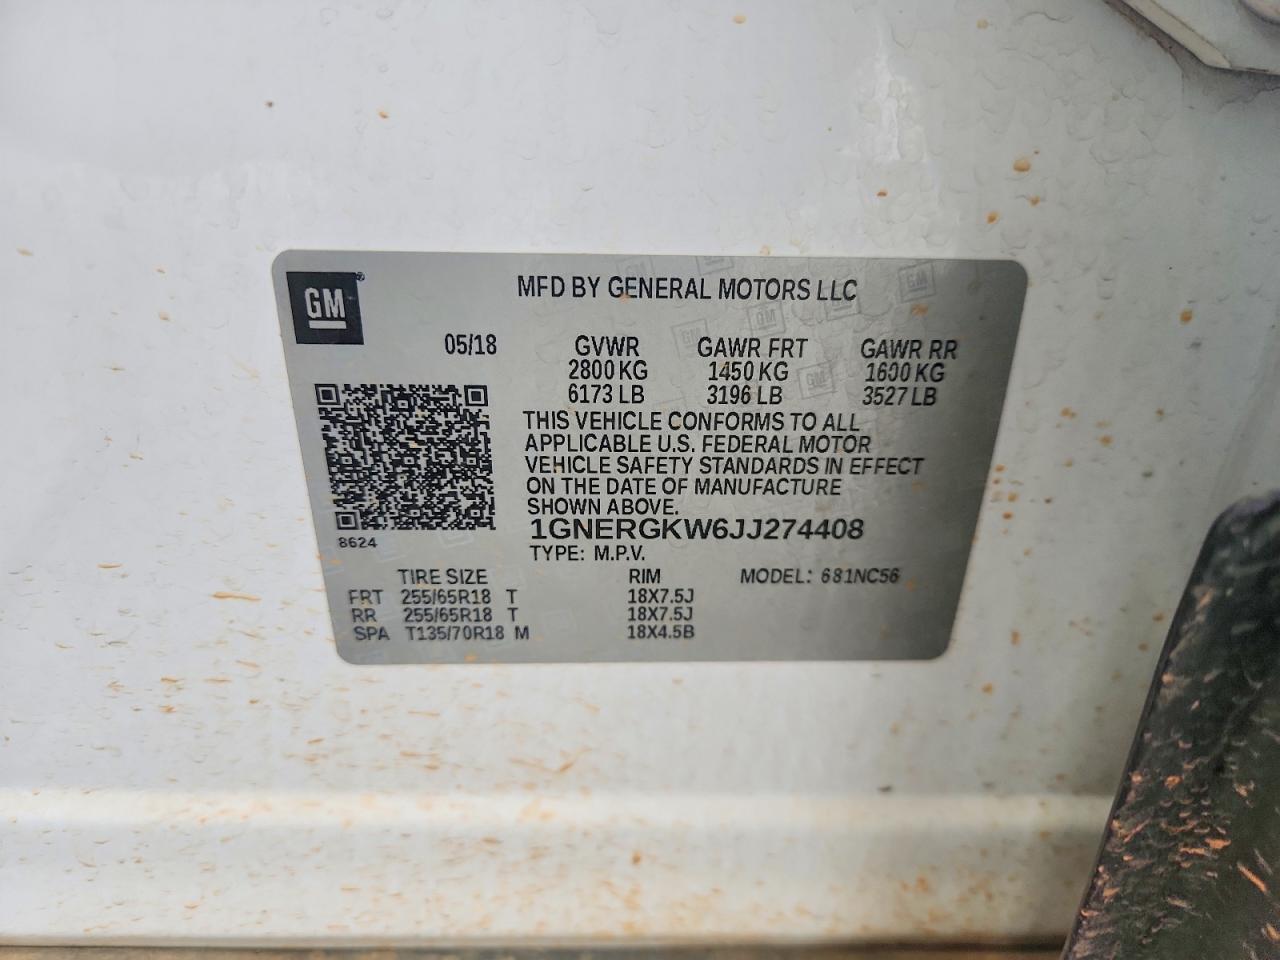 GM
MFD BY GENERAL MOTORS LLC
05/18 GVWR GAWR FRT GAWR RR
2800 KG 1450 KG 1600 KG
6173 LB 3196 LB 3527 LB
THIS VEHICLE CONFORMS TO ALL
APPLICABLE U.S. FEDERAL MOTOR
VEHICLE SAFETY STANDARDS IN EFFECT
ON THE DATE OF MANUFACTURE
SHOWN ABOVE.
1GNERGKW6JJ274408
8624
TYPE: M.P.V.
TIRE SIZE RIM MODEL: 681NC56
FRT 255/65R18 T 18X7.5J
RR 255/65R18 T 18X7.5J
SPA T135/70R18 M 18X4.5B